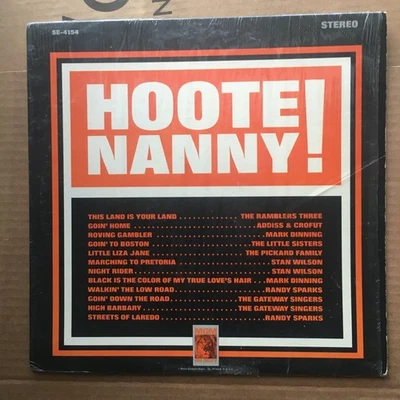 SE-4154
STEREO
HOOTE
NANNY!
THIS LAND IS YOUR LAND . . . . . . . . . . . . THE RAMBLERS THREE
GOIN' HOME . . . . . . . . . . . . . . . . . . . ADDISS & CROFUT
ROVING GAMBLER . . . . . . . . . . . . . . . . . MARK DINNING
GOIN' TO BOSTON . . . . . . . . . . . . . . . THE LITTLE SISTERS
LITTLE LIZA JANE . . . . . . . . . . . . . THE PICKARD FAMILY
MARCHING TO PRETORIA . . . . . . . . . . . . . . STAN WILSON
NIGHT RIDER . . . . . . . . . . . . . . . . . . . STAN WILSON
BLACK IS THE COLOR OF MY TRUE LOVE'S HAIR . . . MARK DINNING
WALKIN' THE LOW ROAD . . . . . . . . . . . . . . RANDY SPARKS
GOIN' DOWN THE ROAD . . . . . . . . . THE GATEWAY SINGERS
HIGH BARBARY . . . . . . . . . . . . . . THE GATEWAY SINGERS
STREETS OF LAREDO . . . . . . . . . . . . . . . . RANDY SPARKS
MGM